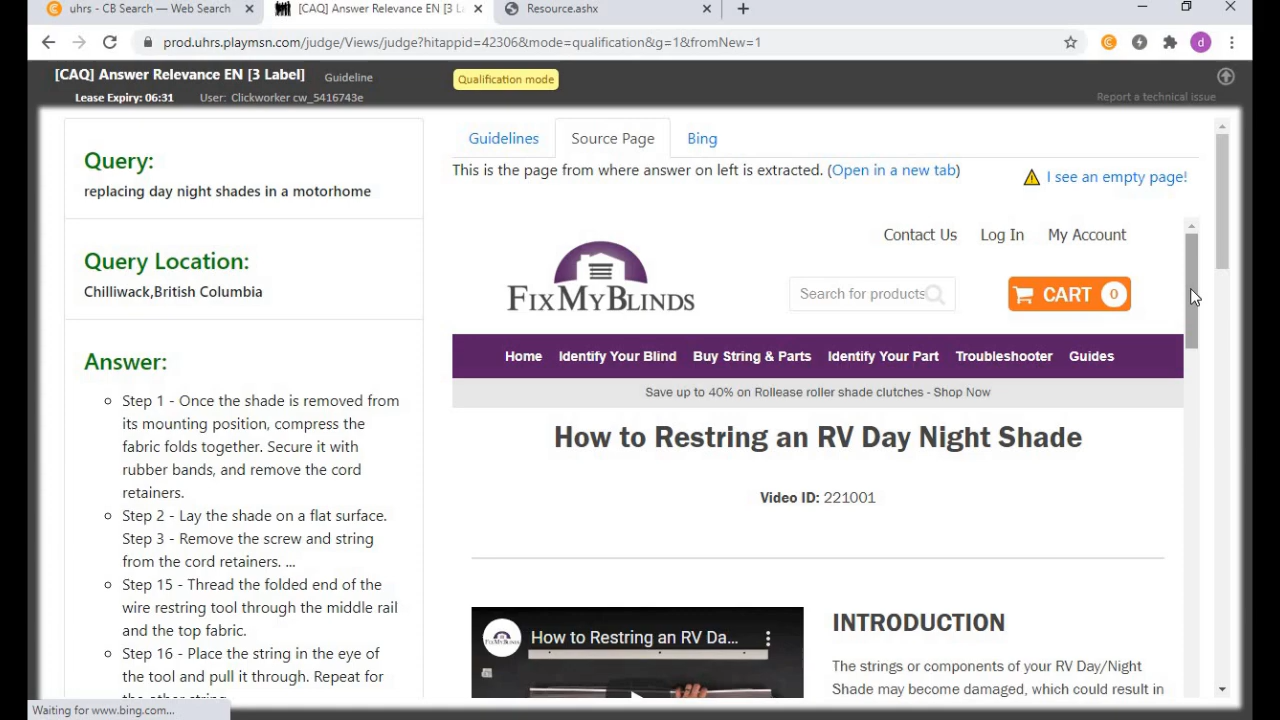 uhrs - CB Search — Web Search
[CAQ] Answer Relevance EN [3 La
Resource.ashx
prod.uhrs.playmsn.com/judge/Views/judge?hitappid=42306&mode=qualification&g=1&fromNew=1
d
[CAQ] Answer Relevance EN [3 Label]
Guideline
Qualification mode
Lease Expiry: 06:31
User: Clickworker cw_5416743e
Report a technical issue
Query:
replacing day night shades in a motorhome
Query Location:
Chilliwack,British Columbia
Answer:
Step 1 - Once the shade is removed from
its mounting position, compress the
fabric folds together. Secure it with
rubber bands, and remove the cord
retainers.
Step 2 - Lay the shade on a flat surface.
Step 3 - Remove the screw and string
from the cord retainers. ...
Step 15 - Thread the folded end of the
wire restring tool through the middle rail
and the top fabric.
Step 16 - Place the string in the eye of
the tool and pull it through. Repeat for
the other string.
Waiting for www.bing.com...
Guidelines
Source Page
Bing
This is the page from where answer on left is extracted. (Open in a new tab)
I see an empty page!
Contact Us
Log In
My Account
FixMyBlinds
Search for products
CART 0
Home
Identify Your Blind
Buy String & Parts
Identify Your Part
Troubleshooter
Guides
Save up to 40% on Rollease roller shade clutches - Shop Now
How to Restring an RV Day Night Shade
Video ID: 221001
How to Restring an RV Da...
INTRODUCTION
The strings or components of your RV Day/Night
Shade may become damaged, which could result in